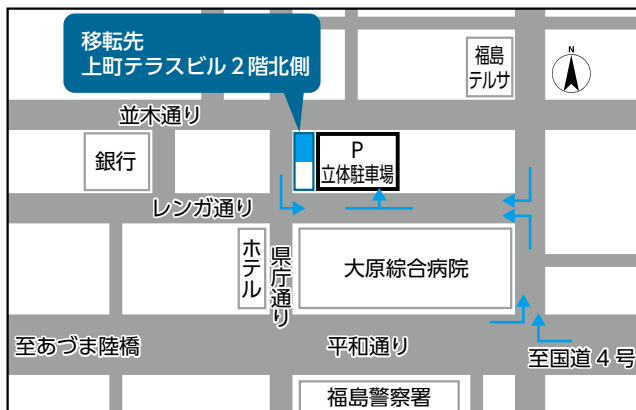 移転先
上町テラスビル２階北側
福島
テルサ
N
並木通り
銀行
P
立体駐車場
レンガ通り
ホテル
県庁通り
大原綜合病院
至あづま陸橋
平和通り
至国道４号
福島警察署